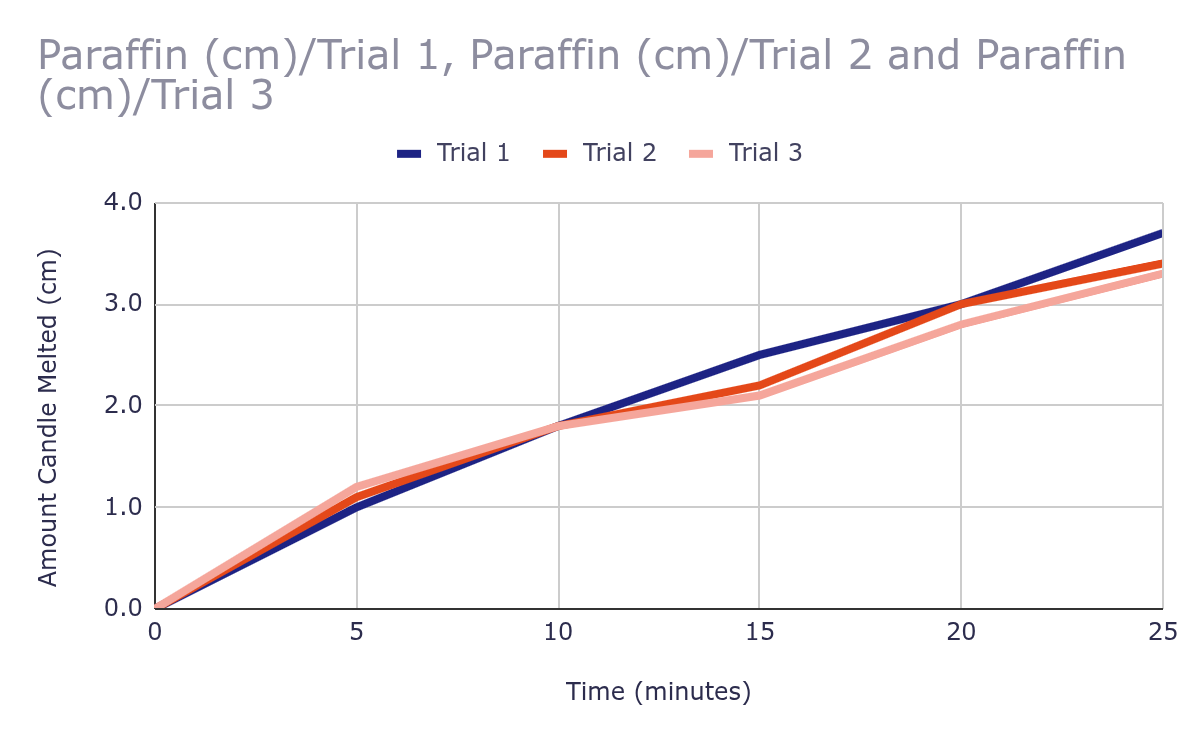 Paraffin (cm)/Trial 1, Paraffin (cm)/Trial 2 and Paraffin
(cm)/Trial 3
Trial 1 Trial 2 Trial 3
Amount Candle Melted (cm)
4.0
3.0
2.0
1.0
0.0
0 5 10 15 20 25
Time (minutes)